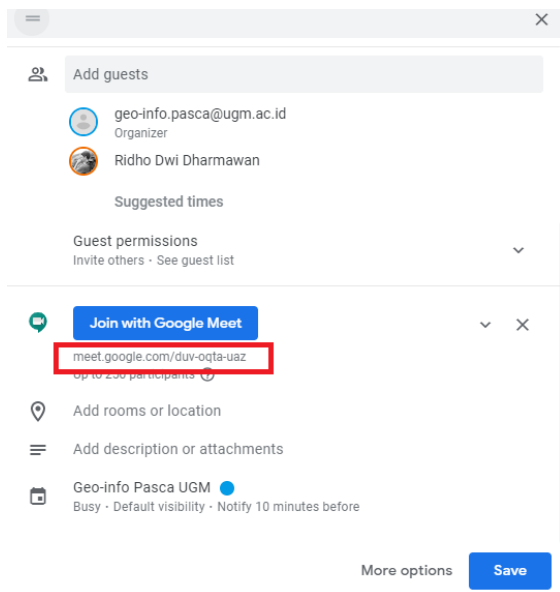 Add guests
geo-info.pasca@ugm.ac.id
Organizer
Ridho Dwi Dharmawan
Suggested times
Guest permissions
Invite others · See guest list
Join with Google Meet
meet.google.com/duv-oqta-uaz
Up to 250 participants
Add rooms or location
Add description or attachments
Geo-info Pasca UGM
Busy · Default visibility · Notify 10 minutes before
More options
Save